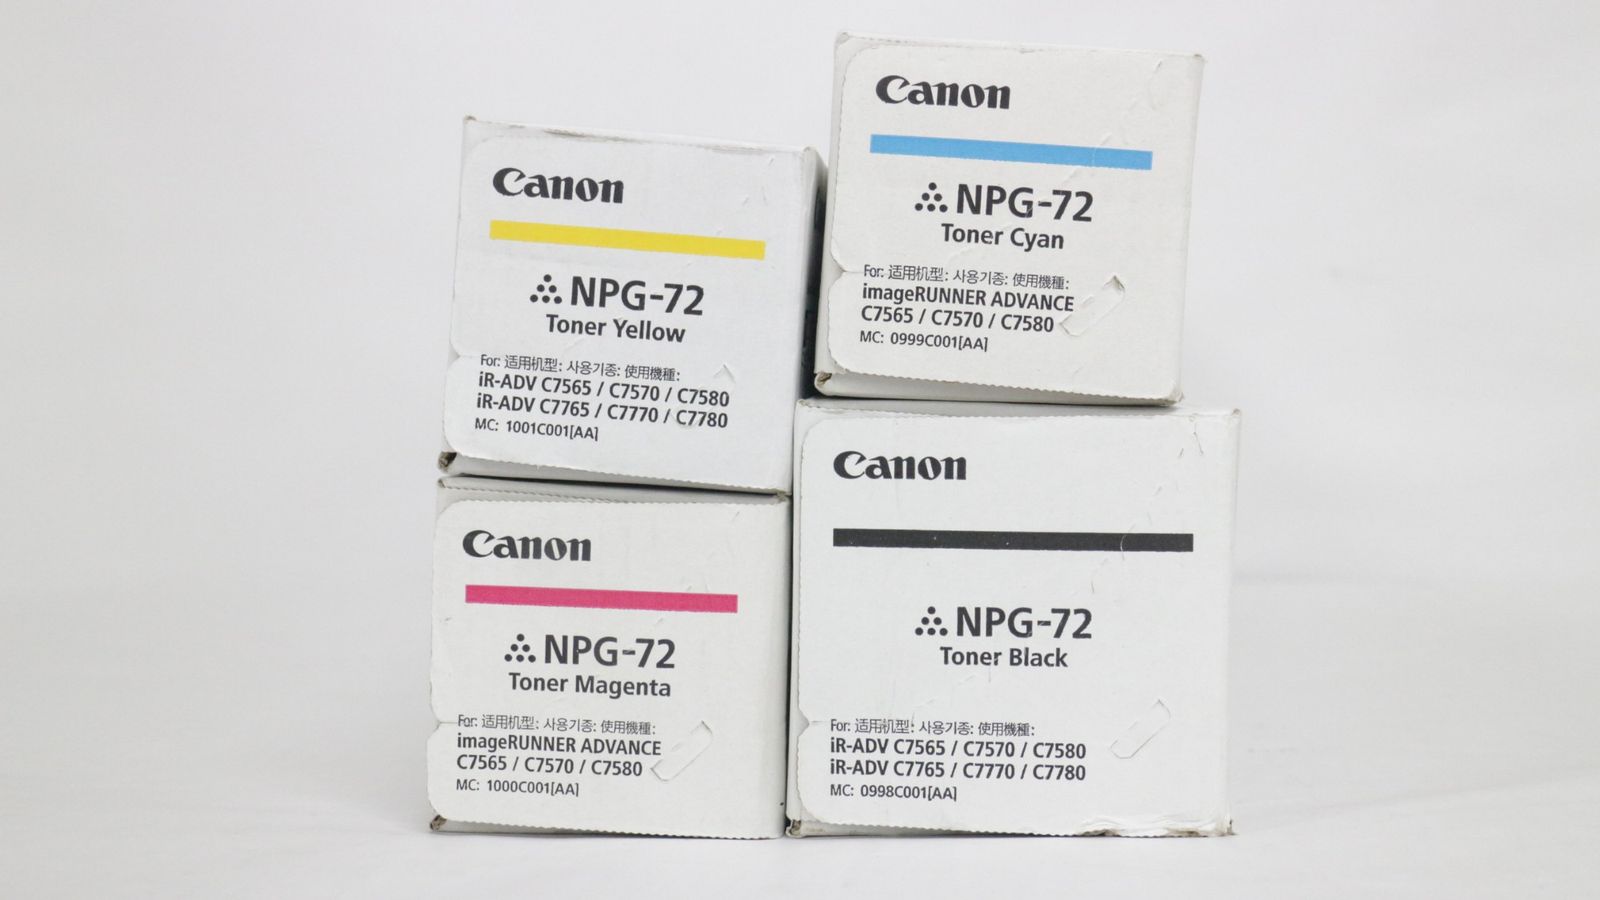 Canon
NPG-72
Toner Yellow
For: 适用机型: 사용기종: 使用機種:
iR-ADV C7565 / C7570 / C7580
iR-ADV C7765 / C7770 / C7780
MC: 1001C001[AA]
Canon
NPG-72
Toner Cyan
For: 适用机型: 사용기종: 使用機種:
imageRUNNER ADVANCE
C7565 / C7570 / C7580
MC: 0999C001[AA]
Canon
NPG-72
Toner Magenta
For: 适用机型: 사용기종: 使用機種:
imageRUNNER ADVANCE
C7565 / C7570 / C7580
MC: 1000C001[AA]
Canon
NPG-72
Toner Black
For: 适用机型: 사용기종: 使用機種:
iR-ADV C7565 / C7570 / C7580
iR-ADV C7765 / C7770 / C7780
MC: 0998C001[AA]